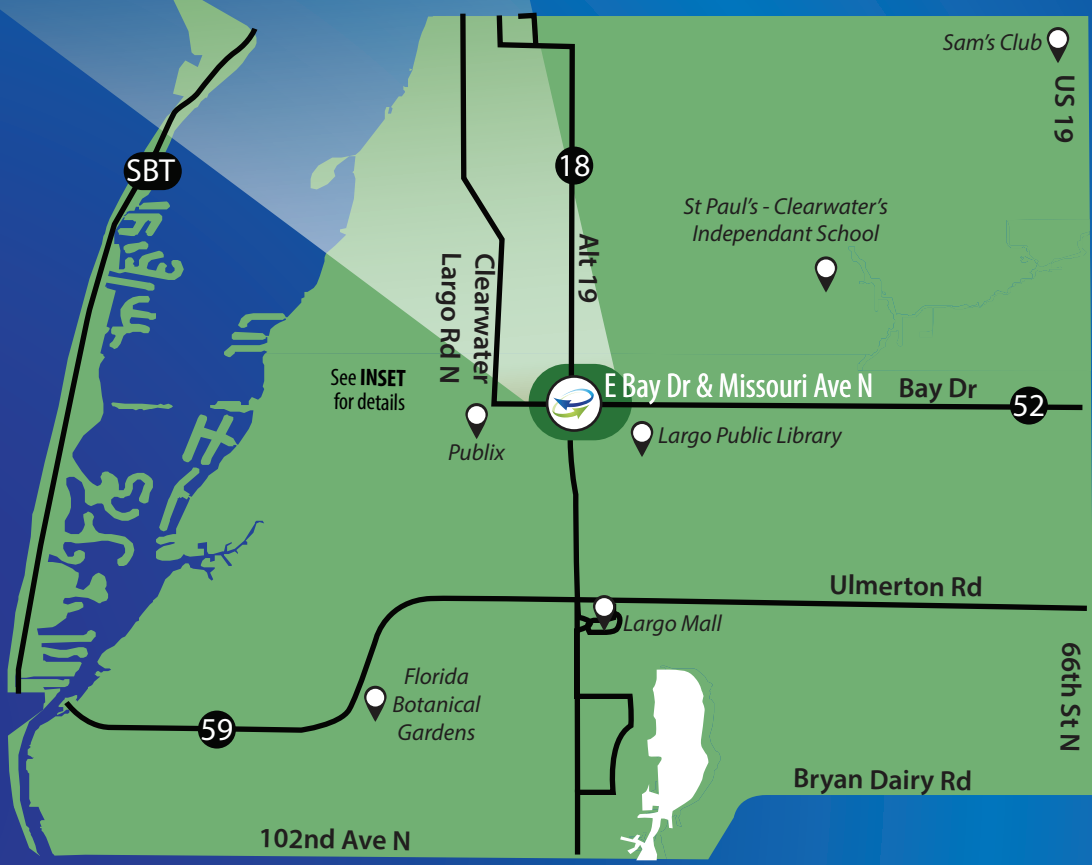 Sam's Club
US 19
SBT
18
St Paul's - Clearwater's
Independant School
Clearwater
Largo Rd N
Alt 19
See INSET
for details
E Bay Dr & Missouri Ave N
Bay Dr
52
Publix
Largo Public Library
Ulmerton Rd
Largo Mall
66th St N
Florida
Botanical
Gardens
59
Bryan Dairy Rd
102nd Ave N